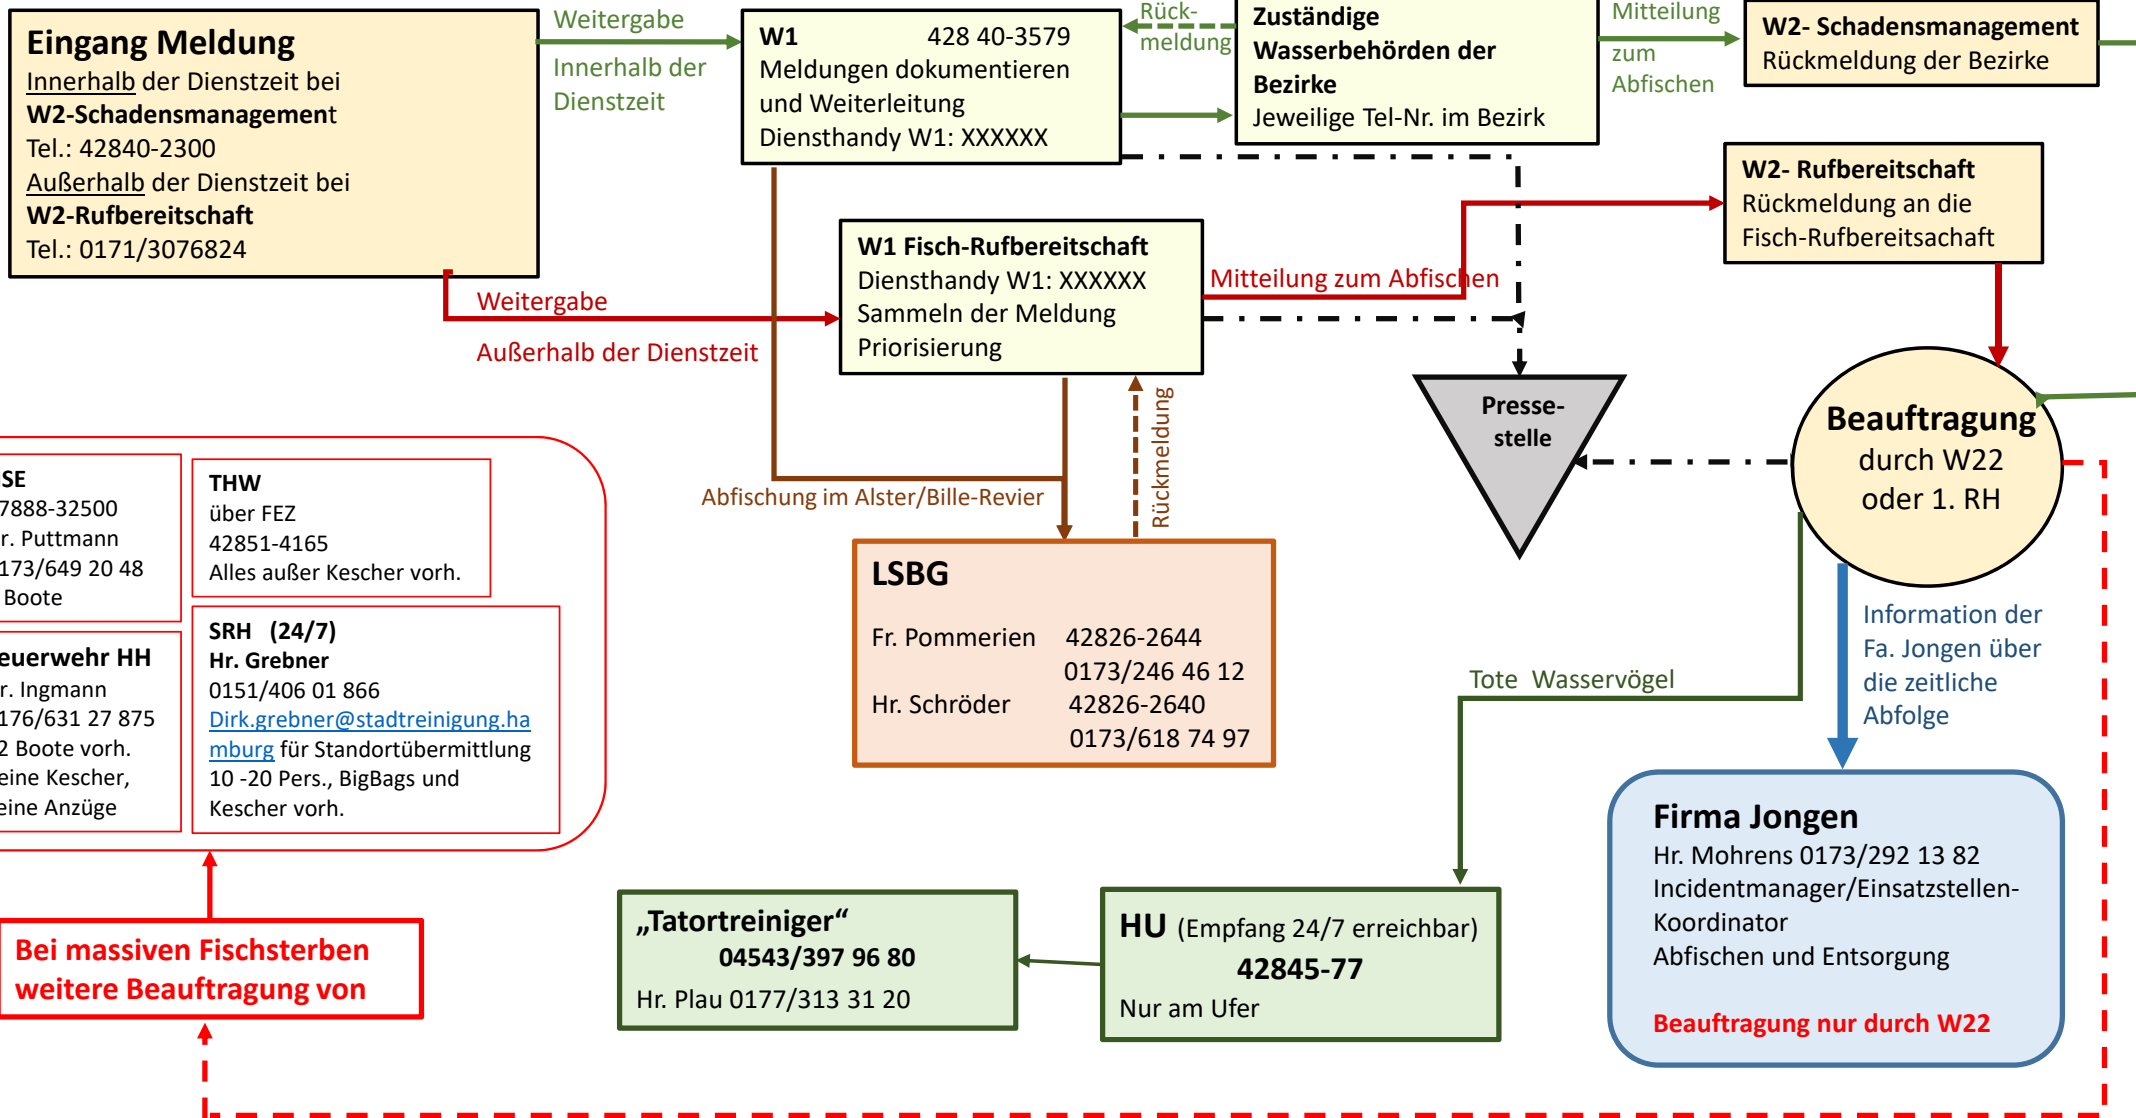 Eingang Meldung
Innerhalb der Dienstzeit bei
W2-Schadensmanagement
Tel.: 42840-2300
Außerhalb der Dienstzeit bei
W2-Rufbereitschaft
Tel.: 0171/3076824
Weitergabe
Innerhalb der
Dienstzeit
W1 428 40-3579
Meldungen dokumentieren
und Weiterleitung
Diensthandy W1: XXXXXX
Rück-
meldung
Zuständige
Wasserbehörden der
Bezirke
Jeweilige Tel-Nr. im Bezirk
Mitteilung
zum
Abfischen
W2- Schadensmanagement
Rückmeldung der Bezirke
W2- Rufbereitschaft
Rückmeldung an die
Fisch-Rufbereitsachaft
Weitergabe
Außerhalb der Dienstzeit
W1 Fisch-Rufbereitschaft
Diensthandy W1: XXXXXX
Sammeln der Meldung
Priorisierung
Mitteilung zum Abfischen
Presse-
stelle
Beauftragung
durch W22
oder 1. RH
Abfischung im Alster/Bille-Revier
Rückmeldung
LSBG
Fr. Pommerien 42826-2644
0173/246 46 12
Hr. Schröder 42826-2640
0173/618 74 97
SE
7888-32500
r. Puttmann
173/649 20 48
Boote
THW
über FEZ
42851-4165
Alles außer Kescher vorh.
euerwehr HH
r. Ingmann
176/631 27 875
2 Boote vorh.
eine Kescher,
eine Anzüge
SRH (24/7)
Hr. Grebner
0151/406 01 866
Dirk.grebner@stadtreinigung.ha
mburg für Standortübermittlung
10 -20 Pers., BigBags und
Kescher vorh.
Bei massiven Fischsterben
weitere Beauftragung von
Tote Wasservögel
Information der
Fa. Jongen über
die zeitliche
Abfolge
„Tatortreiniger“
04543/397 96 80
Hr. Plau 0177/313 31 20
HU (Empfang 24/7 erreichbar)
42845-77
Nur am Ufer
Firma Jongen
Hr. Mohrens 0173/292 13 82
Incidentmanager/Einsatzstellen-
Koordinator
Abfischen und Entsorgung
Beauftragung nur durch W22